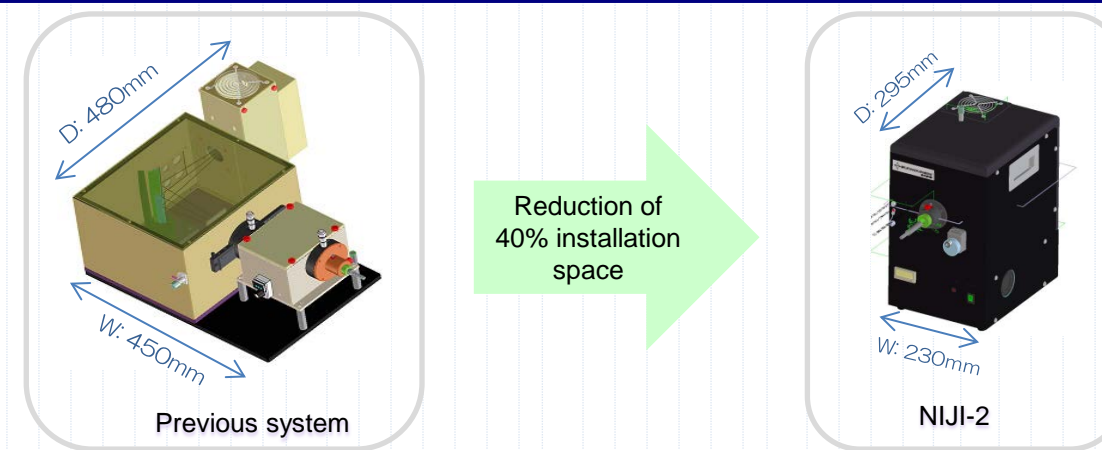 D: 480mm
W: 450mm
Previous system
Reduction of
40% installation
space
D: 295mm
W: 230mm
NIJI-2